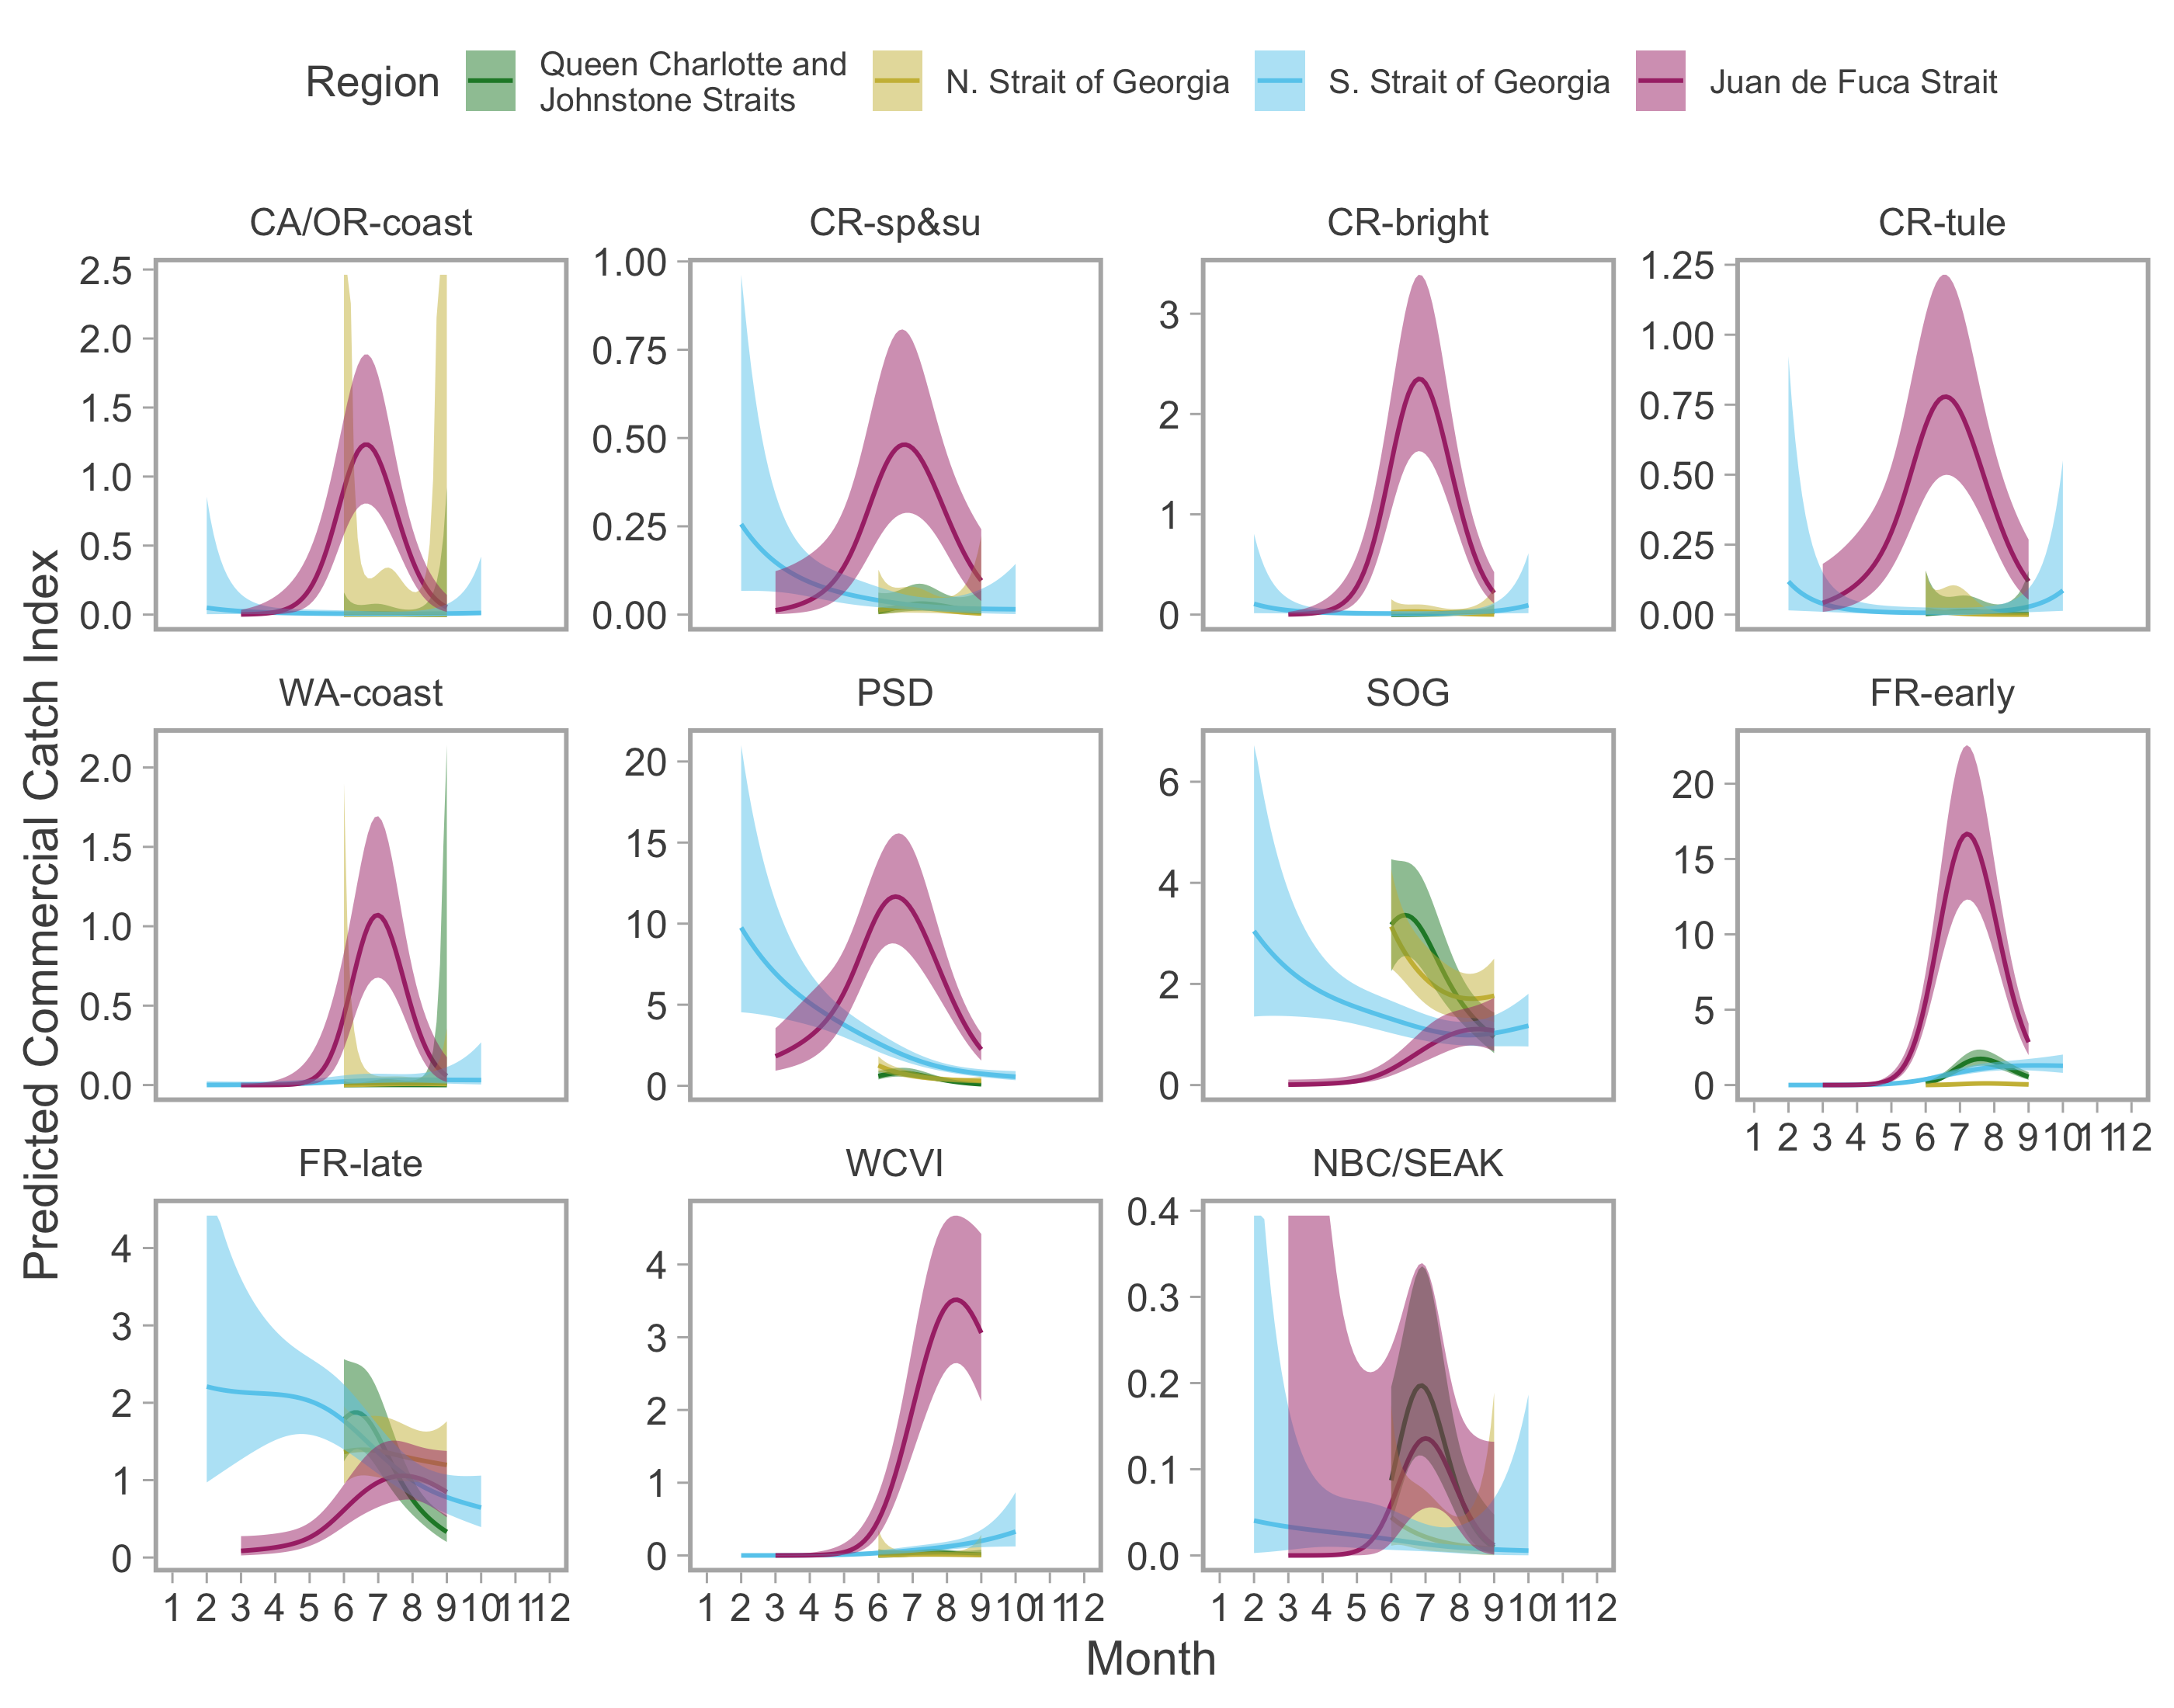 Region
Queen Charlotte and
Johnstone Straits
N. Strait of Georgia
S. Strait of Georgia
Juan de Fuca Strait
Predicted Commercial Catch Index
CA/OR-coast
2.5
2.0
1.5
1.0
0.5
0.0
CR-sp&su
1.00
0.75
0.50
0.25
0.00
CR-bright
3
2
1
0
CR-tule
1.25
1.00
0.75
0.50
0.25
0.00
WA-coast
2.0
1.5
1.0
0.5
0.0
PSD
20
15
10
5
0
SOG
6
4
2
0
FR-early
20
15
10
5
0
1 2 3 4 5 6 7 8 9 10 11 12
FR-late
4
3
2
1
0
1 2 3 4 5 6 7 8 9 10 11 12
WCVI
4
3
2
1
0
1 2 3 4 5 6 7 8 9 10 11 12
NBC/SEAK
0.4
0.3
0.2
0.1
0.0
1 2 3 4 5 6 7 8 9 10 11 12
Month